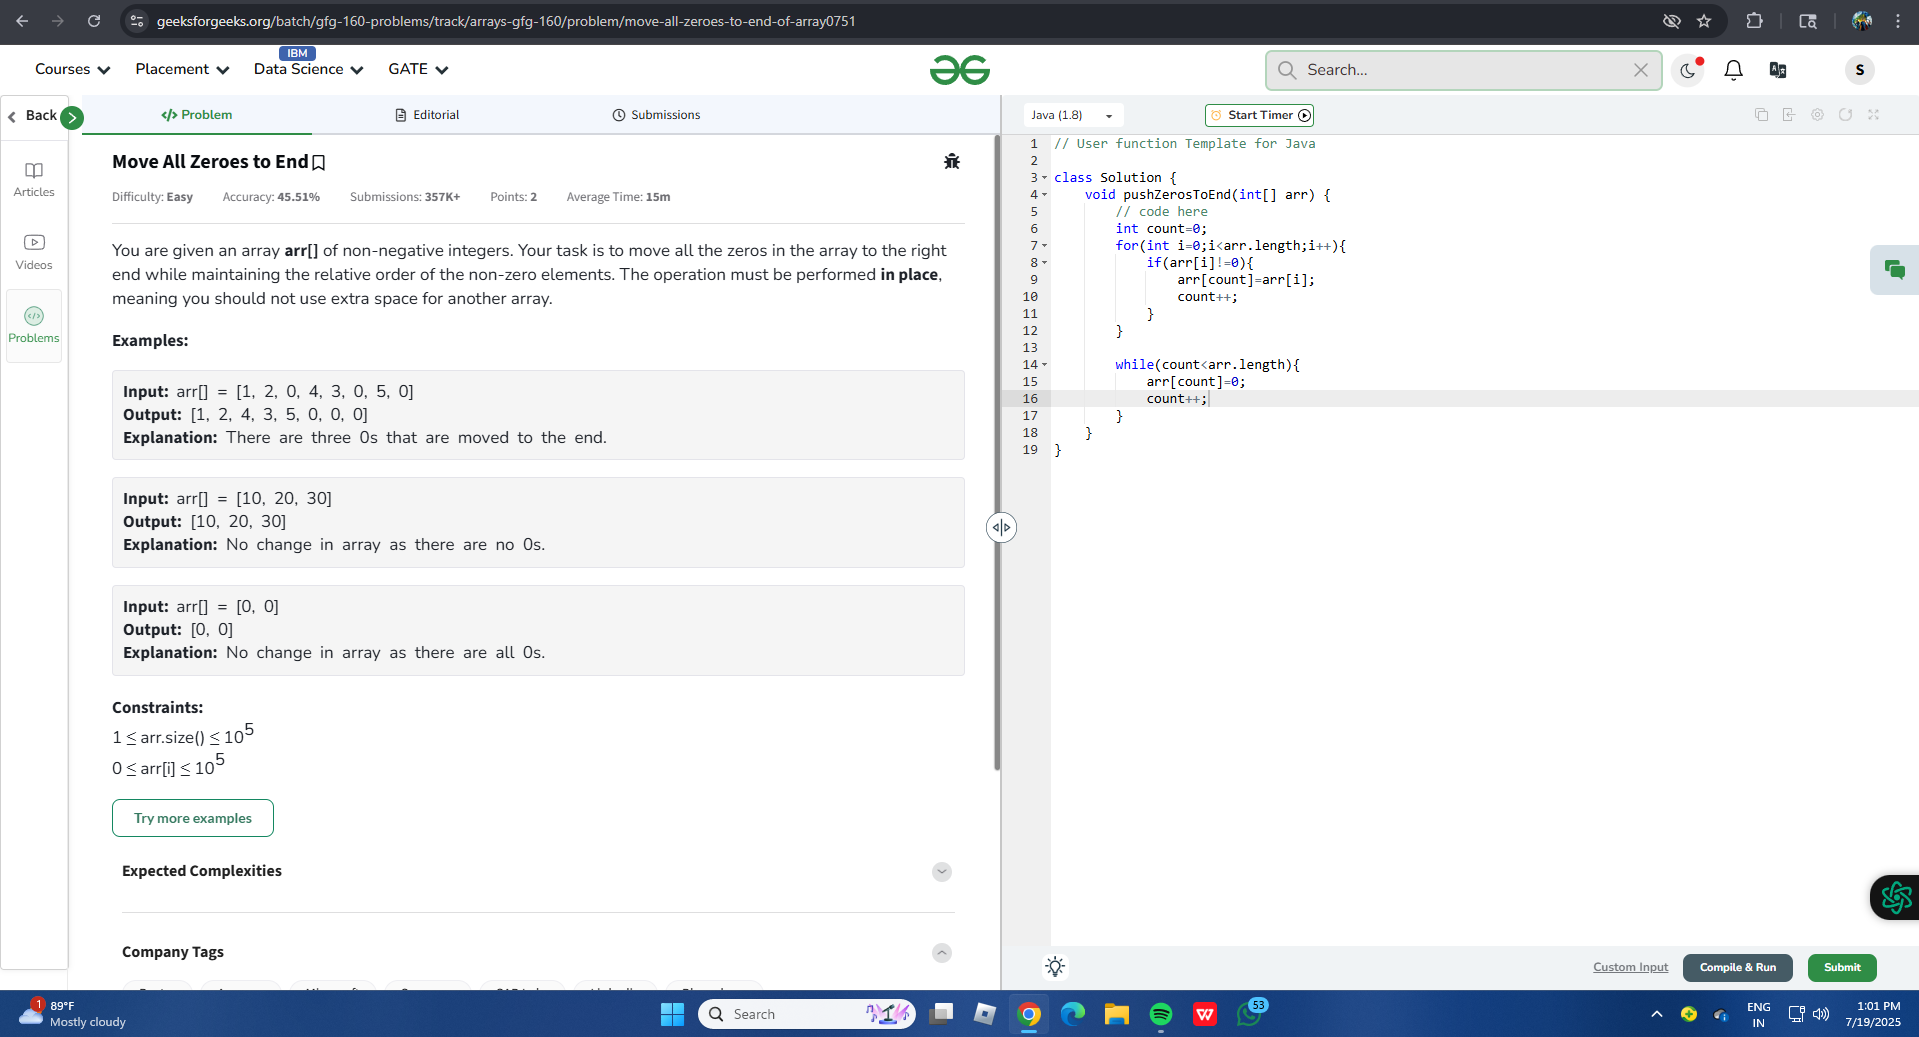 geeksforgeeks.org/batch/gfg-160-problems/track/arrays-gfg-160/problem/move-all-zeroes-to-end-of-array0751
IBM
Courses Placement Data Science GATE
Search...
S
Back
Problem Editorial Submissions
Java (1.8) Start Timer
Articles
Videos
Problems
Move All Zeroes to End
Difficulty: Easy Accuracy: 45.51% Submissions: 357K+ Points: 2 Average Time: 15m
You are given an array arr[] of non-negative integers. Your task is to move all the zeros in the array to the right
end while maintaining the relative order of the non-zero elements. The operation must be performed in place,
meaning you should not use extra space for another array.
Examples:
Input: arr[] = [1, 2, 0, 4, 3, 0, 5, 0]
Output: [1, 2, 4, 3, 5, 0, 0, 0]
Explanation: There are three 0s that are moved to the end.
Input: arr[] = [10, 20, 30]
Output: [10, 20, 30]
Explanation: No change in array as there are no 0s.
Input: arr[] = [0, 0]
Output: [0, 0]
Explanation: No change in array as there are all 0s.
Constraints:
1 ≤ arr.size() ≤ 10^5
0 ≤ arr[i] ≤ 10^5
Try more examples
Expected Complexities
Company Tags
1 // User function Template for Java
2
3 class Solution {
4 void pushZerosToEnd(int[] arr) {
5 // code here
6 int count=0;
7 for(int i=0;i<arr.length;i++){
8 if(arr[i]!=0){
9 arr[count]=arr[i];
10 count++;
11 }
12 }
13
14 while(count<arr.length){
15 arr[count]=0;
16 count++;
17 }
18 }
19 }
Custom Input Compile & Run Submit
1
89°F
Mostly cloudy
Search
53
ENG
IN
1:01 PM
7/19/2025